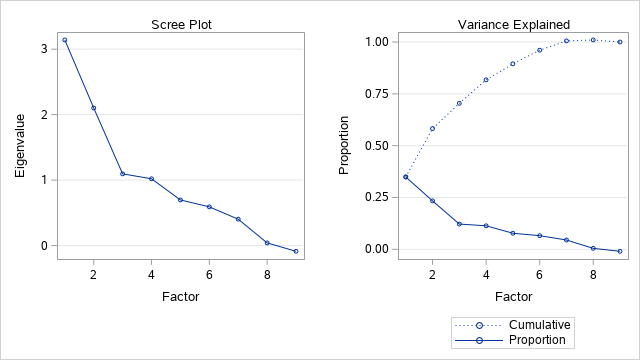 Scree Plot
3
2
1
0
Eigenvalue
2 4 6 8
Factor
Variance Explained
1.00
0.75
0.50
0.25
0.00
Proportion
2 4 6 8
Factor
Cumulative
Proportion